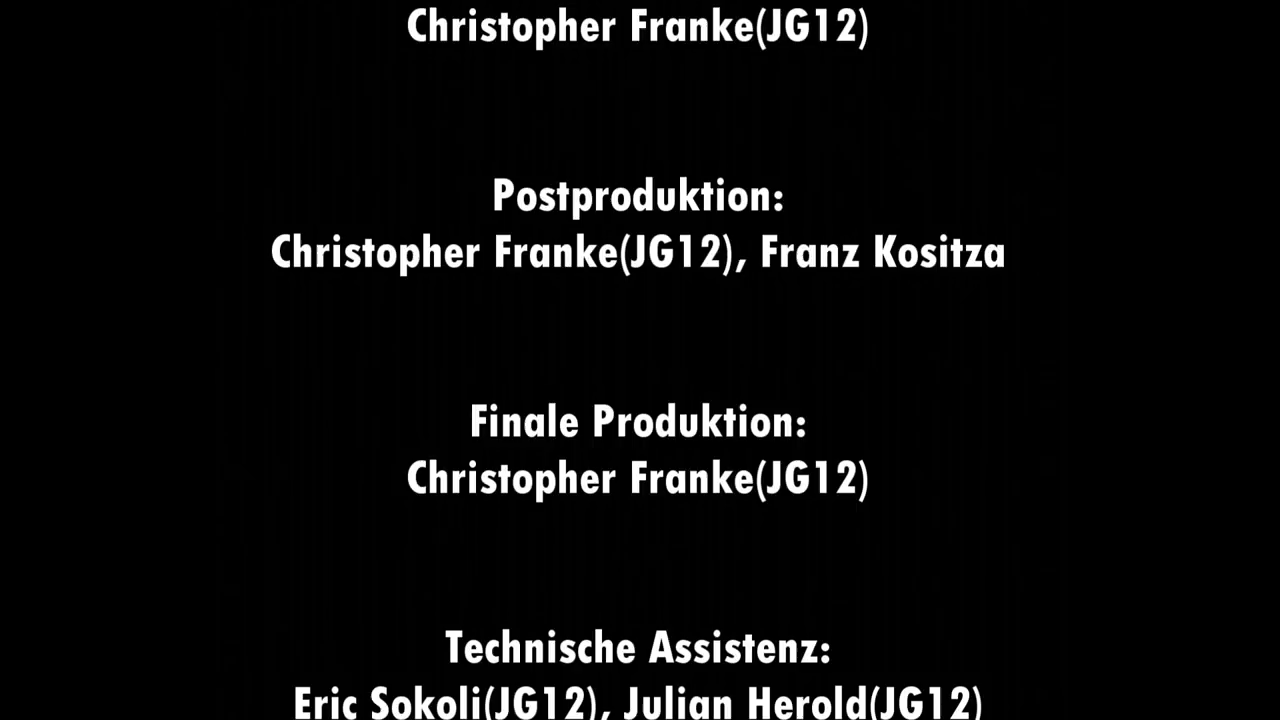 Christopher Franke(JG12)
Postproduktion:
Christopher Franke(JG12), Franz Kositza
Finale Produktion:
Christopher Franke(JG12)
Technische Assistenz:
Eric Sokoli(JG12), Julian Herold(JG12)